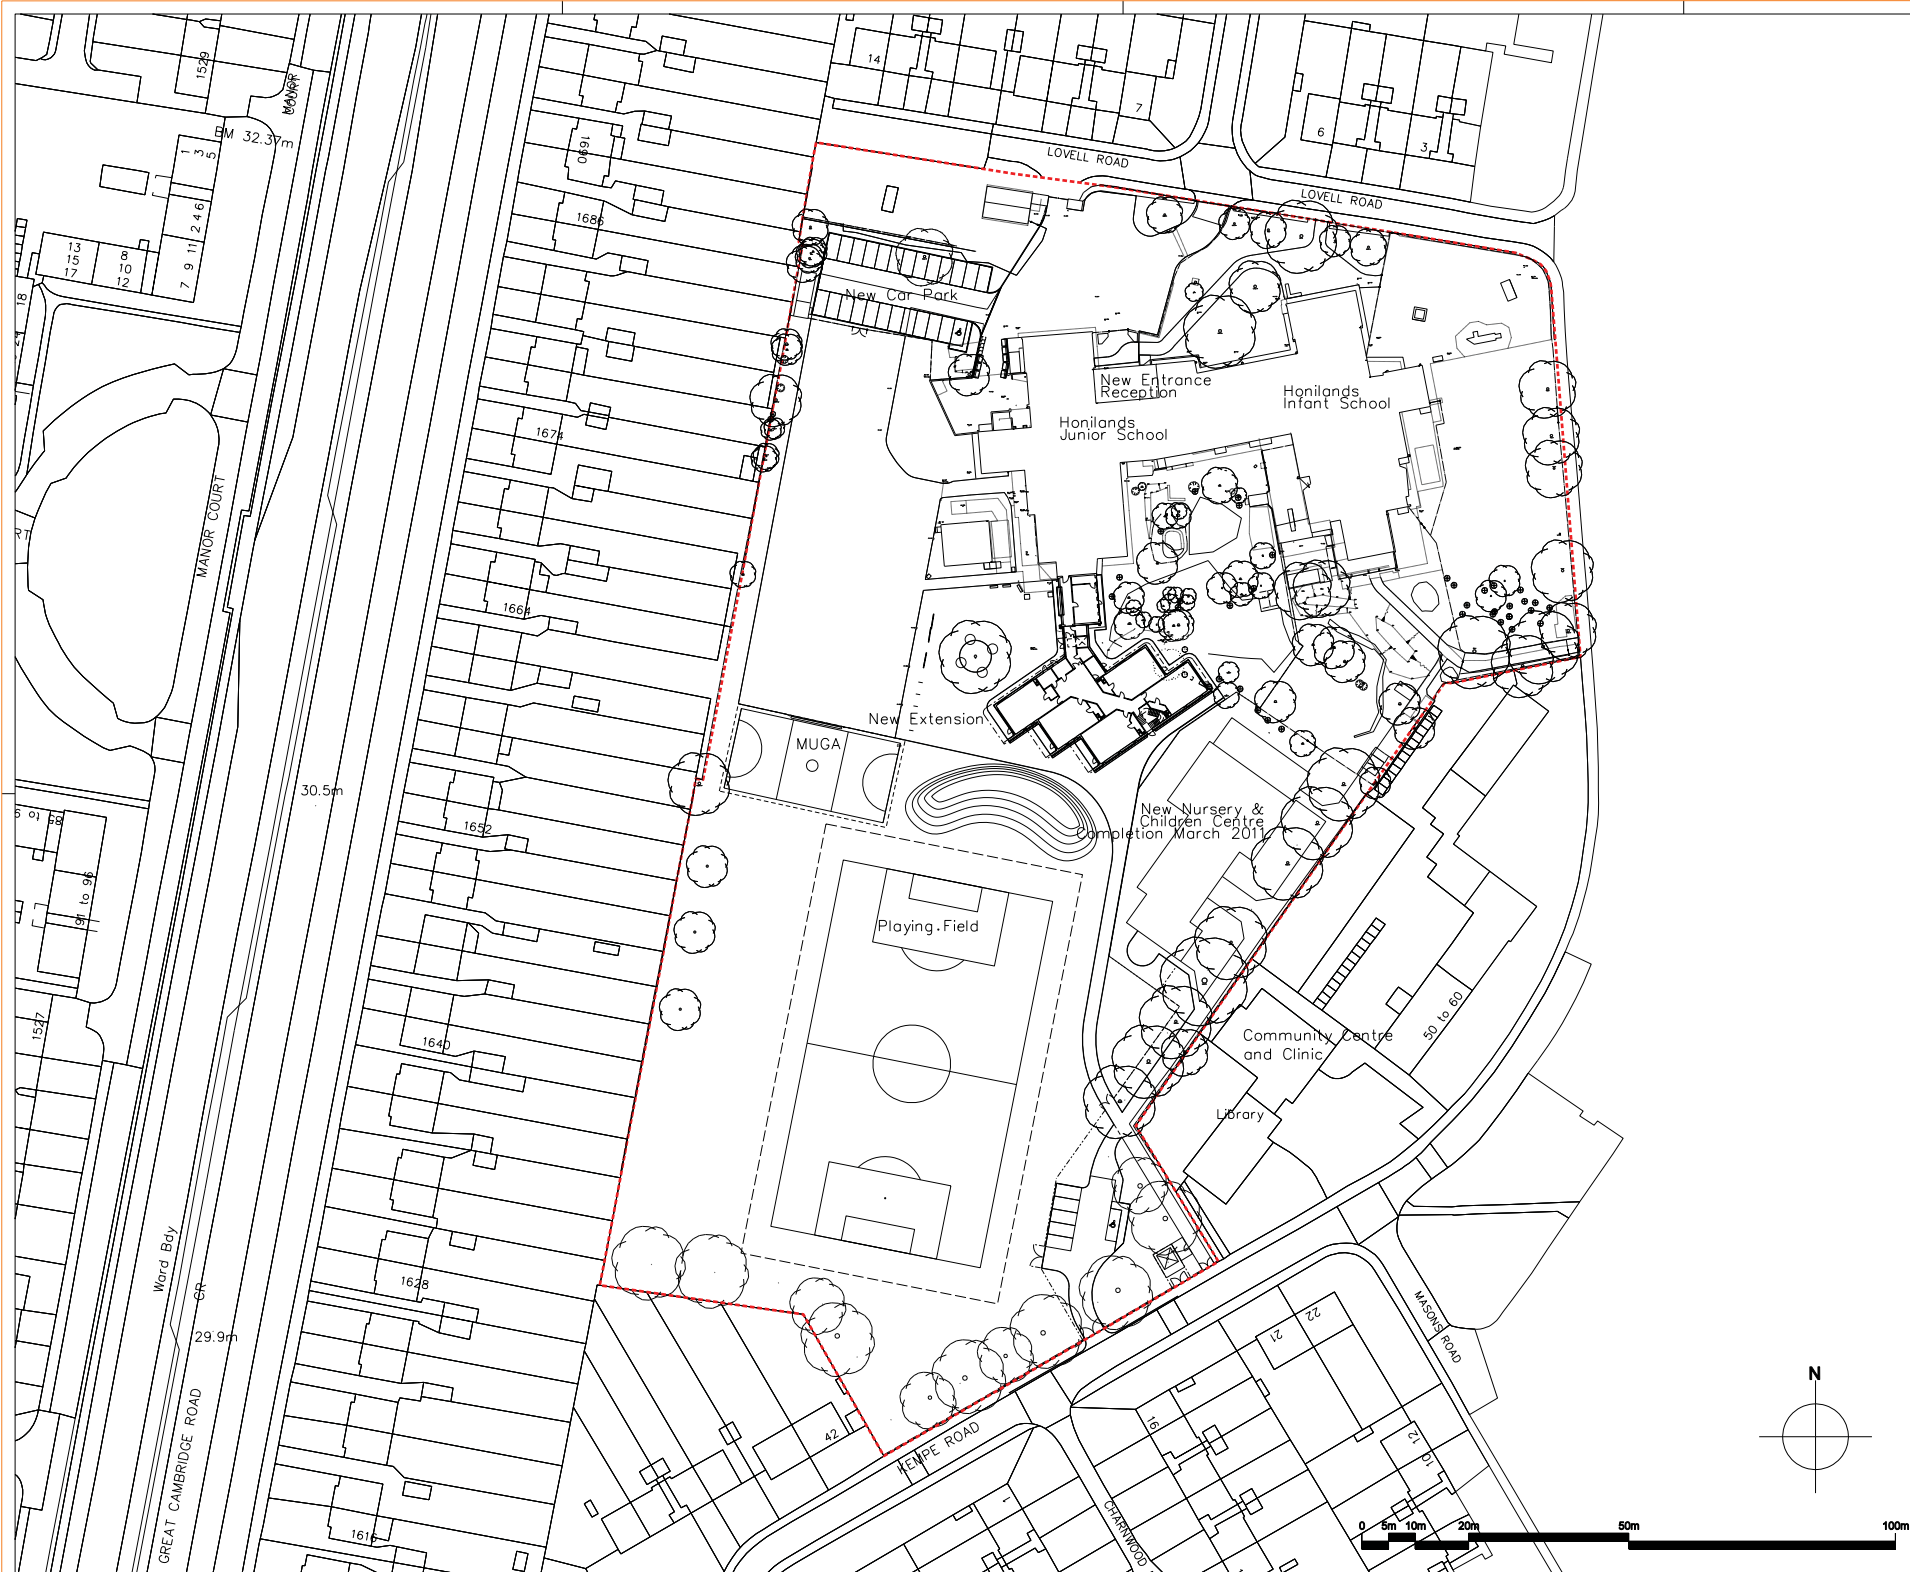 1529
MANOR
COURT
BM 32.37m
1
3
5
2 4 6
11
9
7
13
15
17
8
10
12
18
MANOR COURT
30.5m
85 to 9
91 to 96
1527
Ward Bdy
CR
29.9m
GREAT CAMBRIDGE ROAD
1690
1686
1674
1664
1652
1640
1628
1616
14
7
6
3
LOVELL ROAD
LOVELL ROAD
New Car Park
New Entrance
Reception
Honilands
Infant School
Honilands
Junior School
New Extension
MUGA
New Nursery &
Children Centre
Completion March 2011
Playing Field
Community Centre
and Clinic
50 to 60
Library
42
KEMPE ROAD
MASONS ROAD
CHARNWOOD
22
21
16
12
10
1
N
0 5m 10m 20m 50m 100m